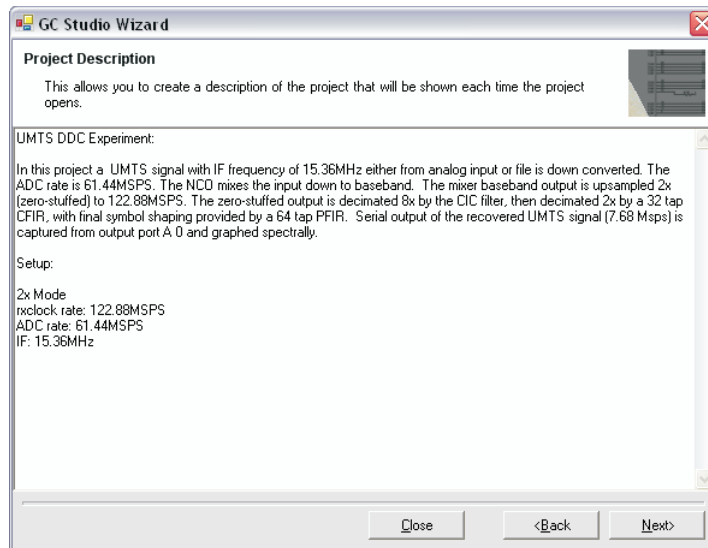 GC Studio Wizard
Project Description
This allows you to create a description of the project that will be shown each time the project
opens.
UMTS DDC Experiment:
In this project a  UMTS signal with IF frequency of 15.36MHz either from analog input or file is down converted. The
ADC rate is 61.44MSPS. The NCO mixes the input down to baseband.  The mixer baseband output is upsampled 2x
(zero-stuffed) to 122.88MSPS. The zero-stuffed output is decimated 8x by the CIC filter, then decimated 2x by a 32 tap
CFIR, with final symbol shaping provided by a 64 tap PFIR.  Serial output of the recovered UMTS signal (7.68 Msps) is
captured from output port A 0 and graphed spectrally.
Setup:
2x Mode
rxclock rate: 122.88MSPS
ADC rate: 61.44MSPS
IF: 15.36MHz
Close
<Back
Next>